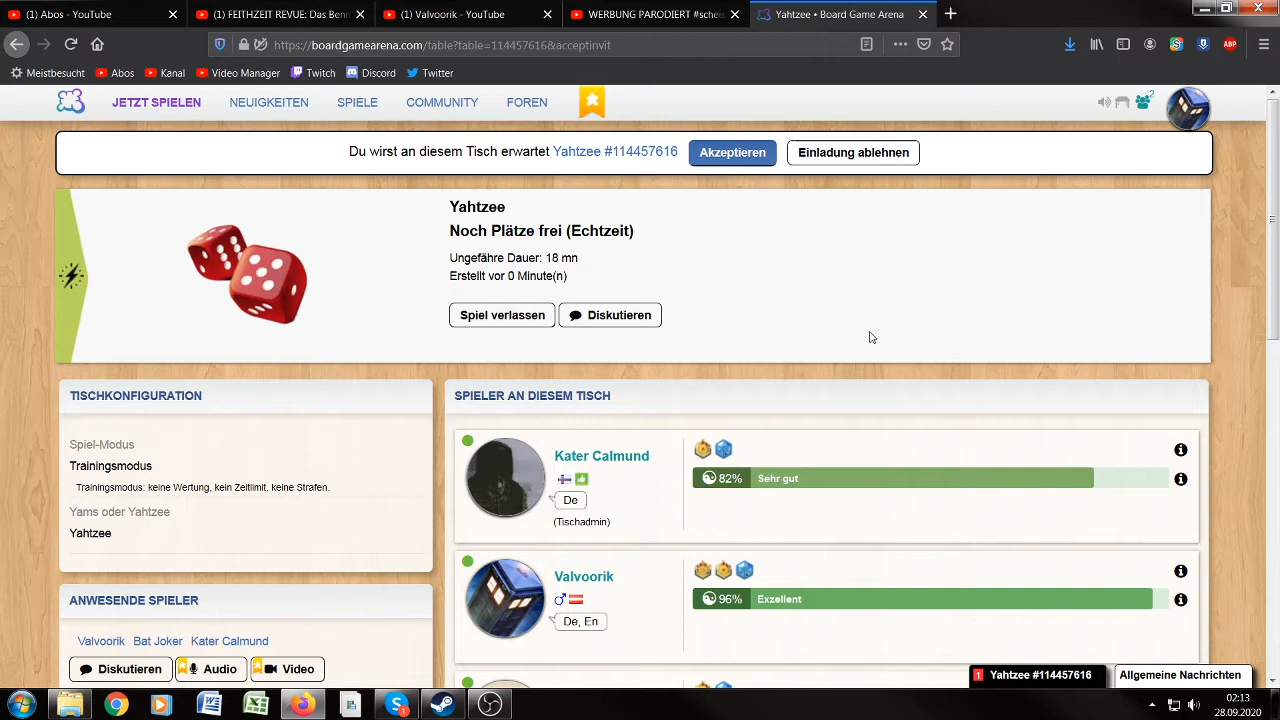 (1) Abos - YouTube
(1) FEITHZEIT REVUE: Das Benn
(1) Valvoorik - YouTube
WERBUNG PARODIERT #scheis
Yahtzee • Board Game Arena
https://boardgamearena.com/table?table=114457616&acceptinvit
Meistbesucht Abos Kanal Video Manager Twitch Discord Twitter
JETZT SPIELEN NEUIGKEITEN SPIELE COMMUNITY FOREN
2
Du wirst an diesem Tisch erwartet Yahtzee #114457616 Akzeptieren Einladung ablehnen
Yahtzee
Noch Plätze frei (Echtzeit)
Ungefähre Dauer: 18 mn
Erstellt vor 0 Minute(n)
Spiel verlassen Diskutieren
TISCHKONFIGURATION
Spiel-Modus
Trainingsmodus
Trainingsmodus: keine Wertung, kein Zeitlimit, keine Strafen.
Yams oder Yahtzee
Yahtzee
ANWESENDE SPIELER
Valvoorik Bat Joker Kater Calmund
Diskutieren Audio Video
SPIELER AN DIESEM TISCH
Kater Calmund
De
(Tischadmin)
82% Sehr gut
Valvoorik
De, En
96% Exzellent
1 Yahtzee #114457616
Allgemeine Nachrichten
ABP
02:13
28.09.2020